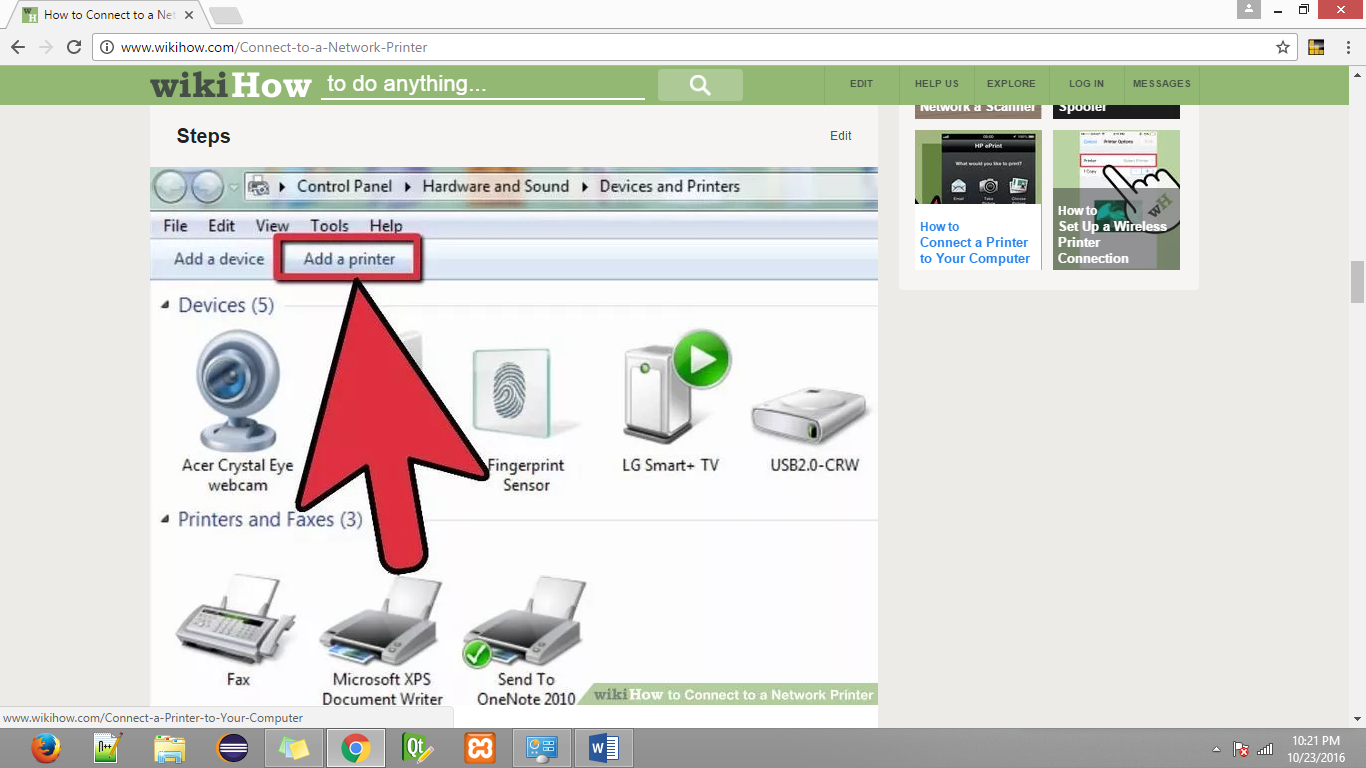 How to Connect to a Net
www.wikihow.com/Connect-to-a-Network-Printer
wikiHow to do anything...
EDIT
HELP US
EXPLORE
LOG IN
MESSAGES
Steps
Edit
Control Panel
Hardware and Sound
Devices and Printers
File Edit View Tools Help
Add a device
Add a printer
Devices (5)
Acer Crystal Eye
webcam
Fingerprint
Sensor
LG Smart+ TV
USB2.0-CRW
Printers and Faxes (3)
Fax
Microsoft XPS
Document Writer
Send To
OneNote 2010
wikiHow to Connect to a Network Printer
Network a Scanner
Spooler
HP ePrint
What would you like to print?
How to
Connect a Printer
to Your Computer
Printer Options
Printer
1 Copy
How to
Set Up a Wireless
Printer
Connection
wH
www.wikihow.com/Connect-a-Printer-to-Your-Computer
10:21 PM
10/23/2016